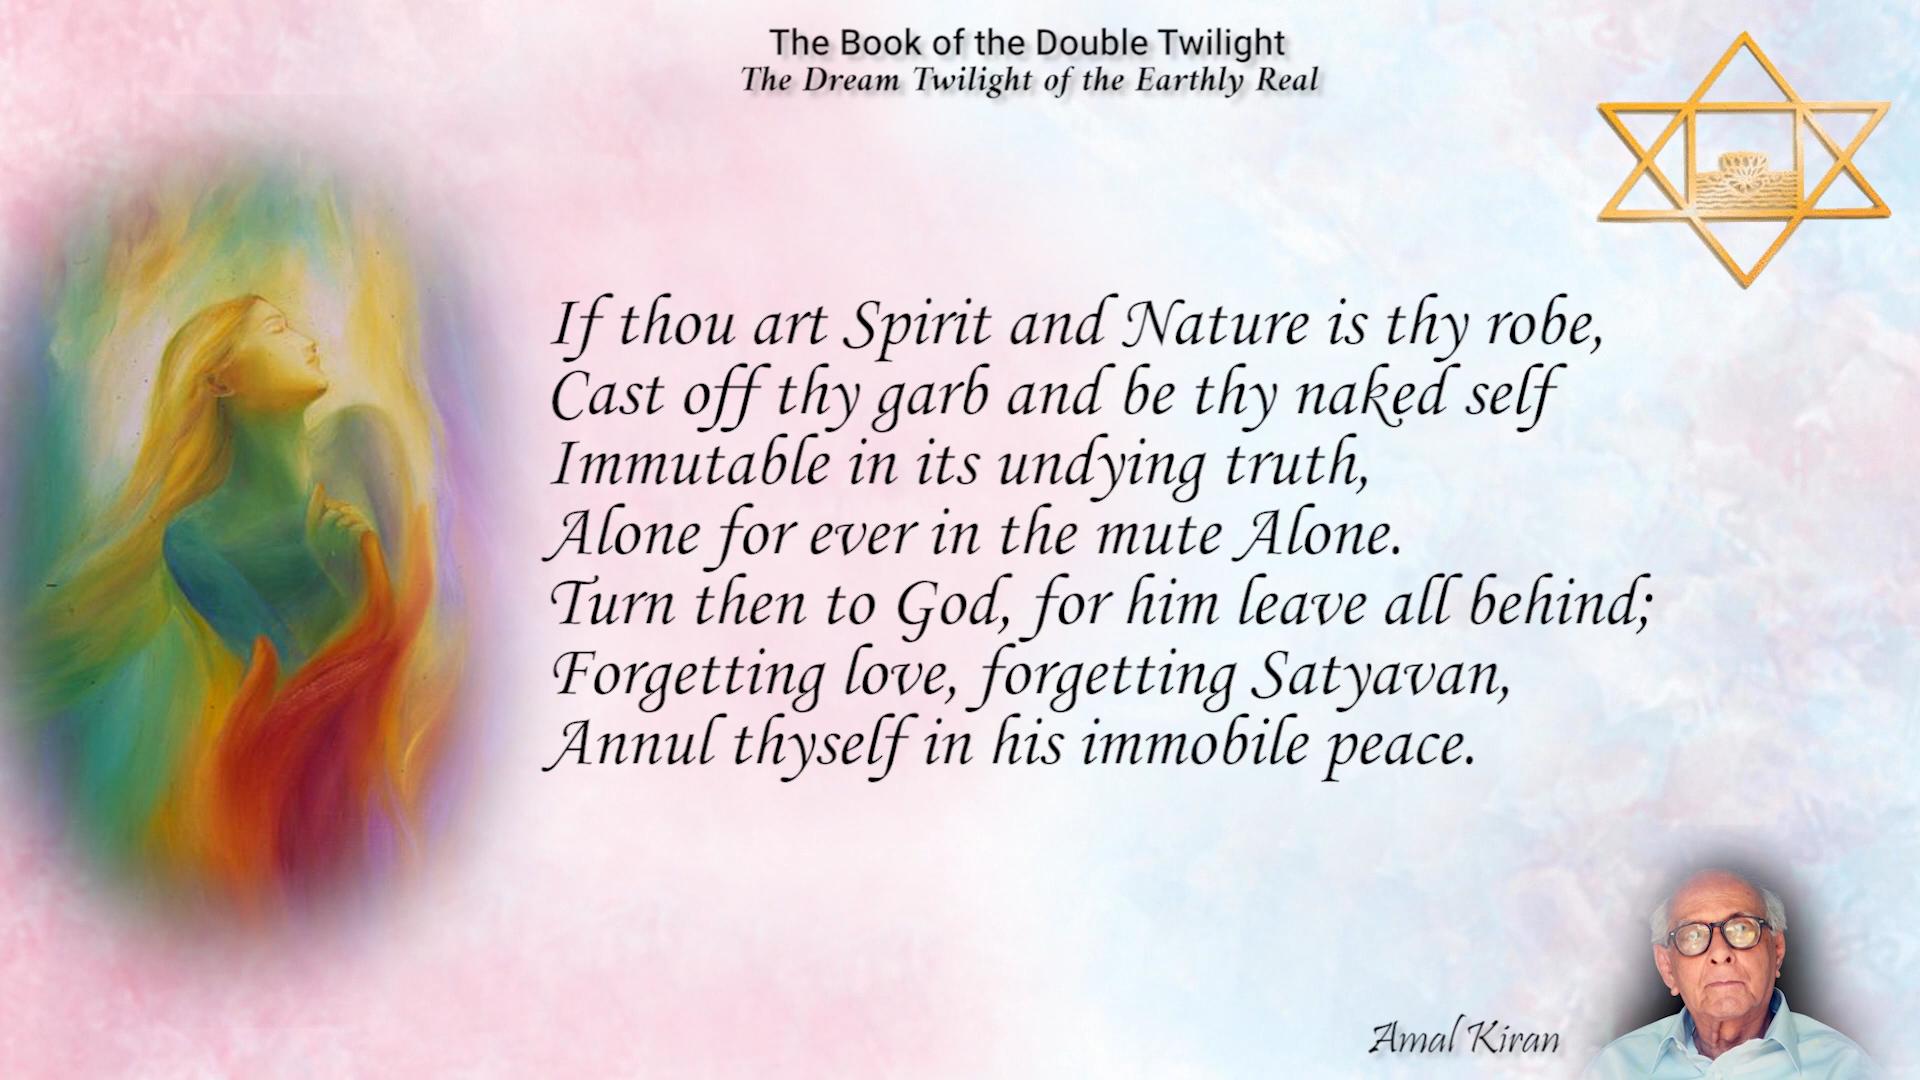 The Book of the Double Twilight
The Dream Twilight of the Earthly Real
If thou art Spirit and Nature is thy robe,
Cast off thy garb and be thy naked self
Immutable in its undying truth,
Alone for ever in the mute Alone.
Turn then to God, for him leave all behind;
Forgetting love, forgetting Satyavan,
Annul thyself in his immobile peace.
Amal Kiran